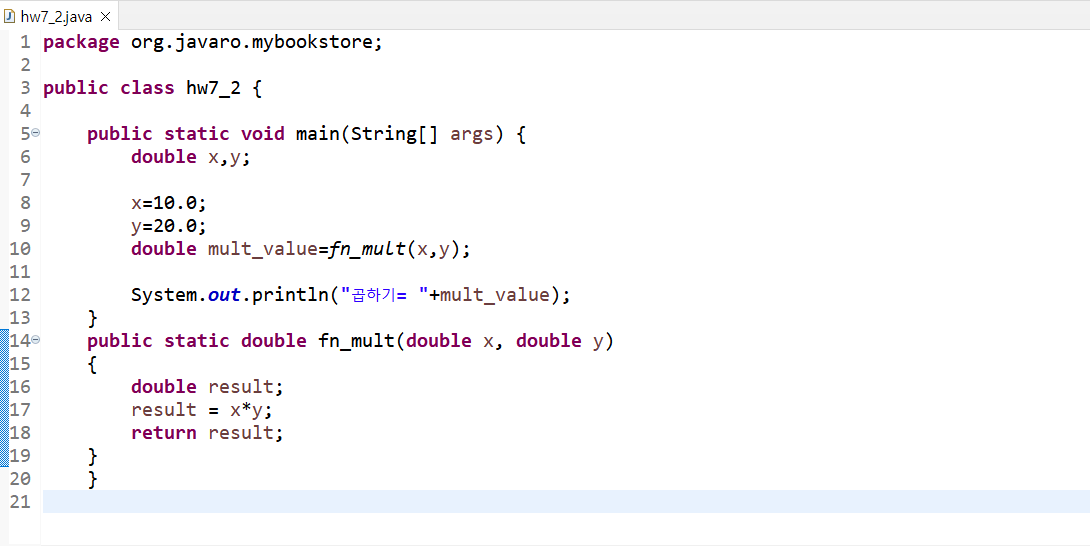 hw7_2.java
1 package org.javaro.mybookstore;
2
3 public class hw7_2 {
4
5 public static void main(String[] args) {
6 double x,y;
7
8 x=10.0;
9 y=20.0;
10 double mult_value=fn_mult(x,y);
11
12 System.out.println("곱하기= "+mult_value);
13 }
14 public static double fn_mult(double x, double y)
15 {
16 double result;
17 result = x*y;
18 return result;
19 }
20 }
21